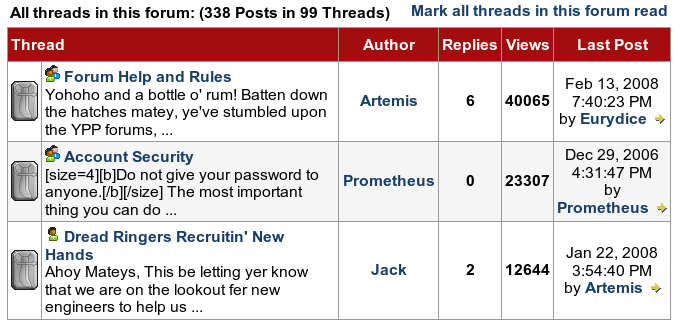 All threads in this forum: (338 Posts in 99 Threads) Mark all threads in this forum read
Thread Author Replies Views Last Post
Forum Help and Rules
Yohoho and a bottle o' rum! Batten down
the hatches matey, ye've stumbled upon
the YPP forums, ...
Artemis
6
40065
Feb 13, 2008
7:40:23 PM
by Eurydice
Account Security
[size=4][b]Do not give your password to
anyone.[/b][/size] The most important
thing you can do ...
Prometheus
0
23307
Dec 29, 2006
4:31:47 PM
by
Prometheus
Dread Ringers Recruitin' New
Hands
Ahoy Mateys, This be letting yer know
that we are on the lookout fer new
engineers to help us ...
Jack
2
12644
Jan 22, 2008
3:54:40 PM
by Artemis